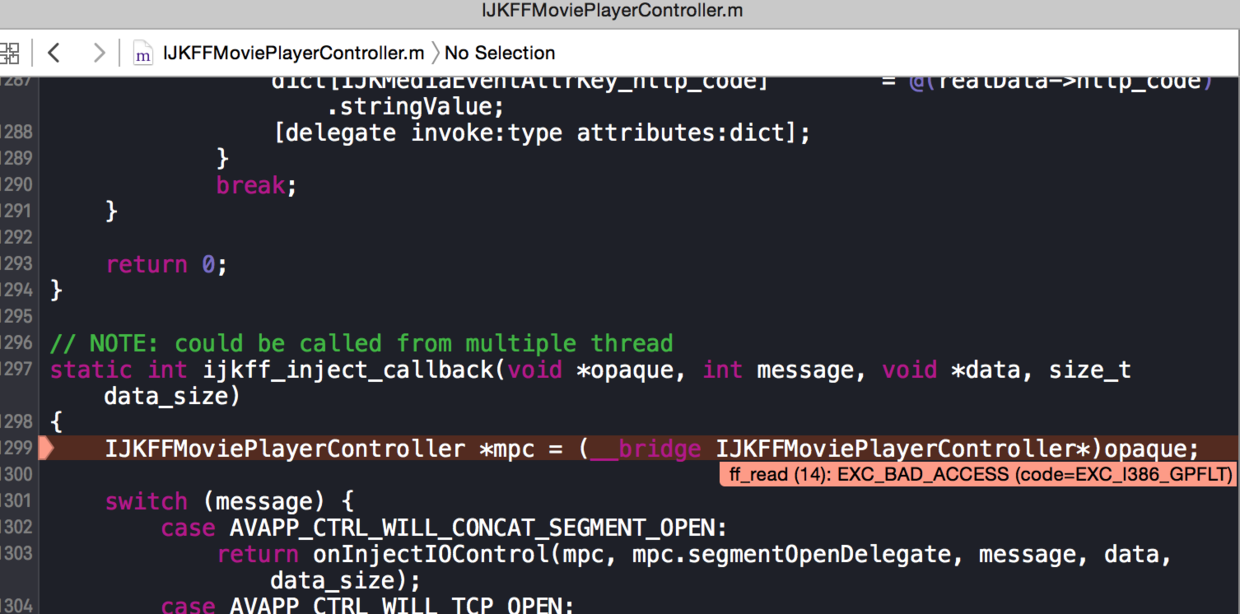 IJKFFMoviePlayerController.m
m IJKFFMoviePlayerController.m 〉No Selection
1287 dict[IJKMediaEventAttrKey_http_code] = @(realData->http_code)
.stringValue;
1288 [delegate invoke:type attributes:dict];
1289 }
1290 break;
1291 }
1292
1293 return 0;
1294 }
1295
1296 // NOTE: could be called from multiple thread
1297 static int ijkff_inject_callback(void *opaque, int message, void *data, size_t
data_size)
1298 {
1299 IJKFFMoviePlayerController *mpc = (__bridge IJKFFMoviePlayerController*)opaque;
1300 ff_read (14): EXC_BAD_ACCESS (code=EXC_I386_GPFLT)
1301 switch (message) {
1302 case AVAPP_CTRL_WILL_CONCAT_SEGMENT_OPEN:
1303 return onInjectIOControl(mpc, mpc.segmentOpenDelegate, message, data,
data_size);
1304 case AVAPP_CTRL_WILL_TCP_OPEN: